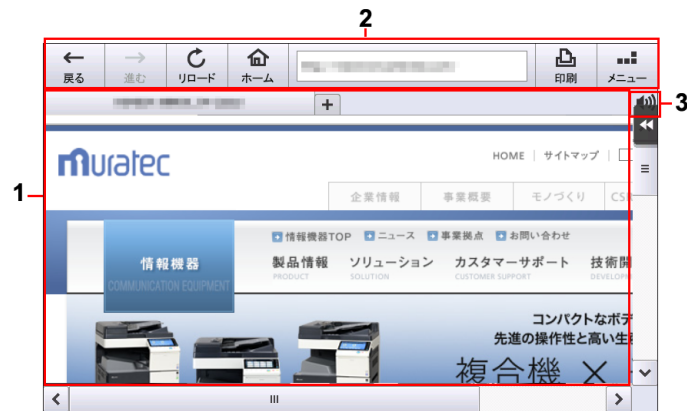 2
戻る 進む リロード ホーム 印刷 メニュー
3
1
muratec
HOME | サイトマップ |
企業情報 事業概要 モノづくり CSR
情報機器TOP ニュース 事業拠点 お問い合わせ
情報機器
COMMUNICATION EQUIPMENT
製品情報 ソリューション カスタマーサポート 技術開
PRODUCT SOLUTION CUSTOMER SUPPORT DEVELOP
コンパクトなボデ
先進の操作性と高い生
複合機 ×